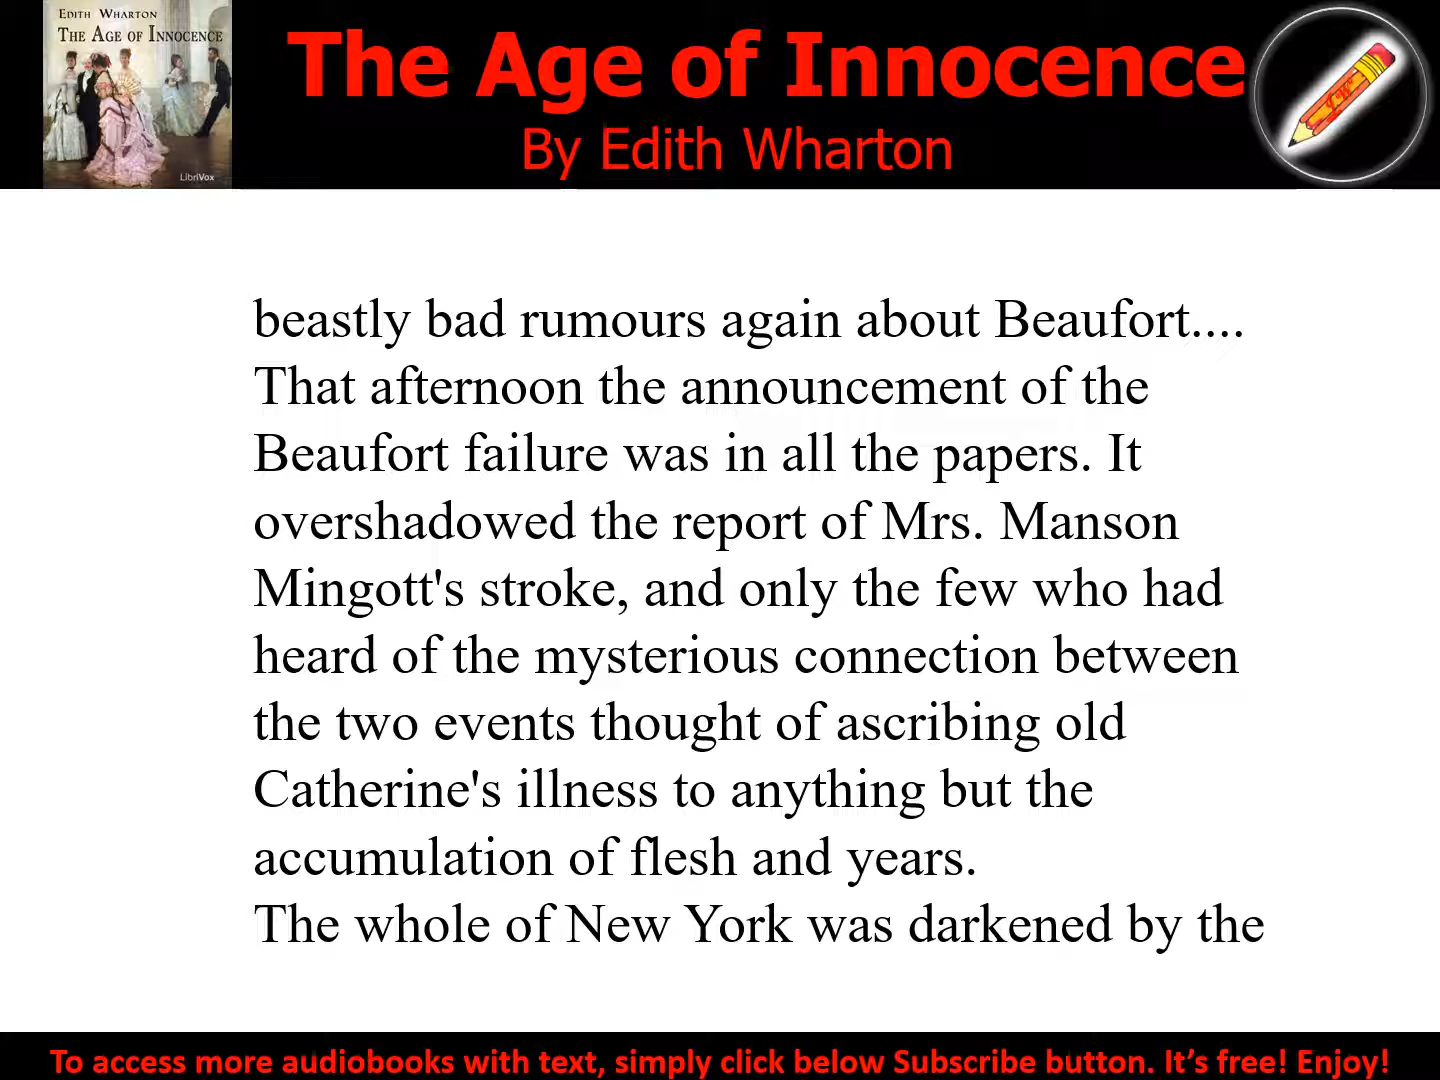 EDITH WHARTON
THE AGE OF INNOCENCE
LibriVox
The Age of Innocence
By Edith Wharton
beastly bad rumours again about Beaufort....
That afternoon the announcement of the
Beaufort failure was in all the papers. It
overshadowed the report of Mrs. Manson
Mingott's stroke, and only the few who had
heard of the mysterious connection between
the two events thought of ascribing old
Catherine's illness to anything but the
accumulation of flesh and years.
The whole of New York was darkened by the
To access more audiobooks with text, simply click below Subscribe button. It’s free! Enjoy!